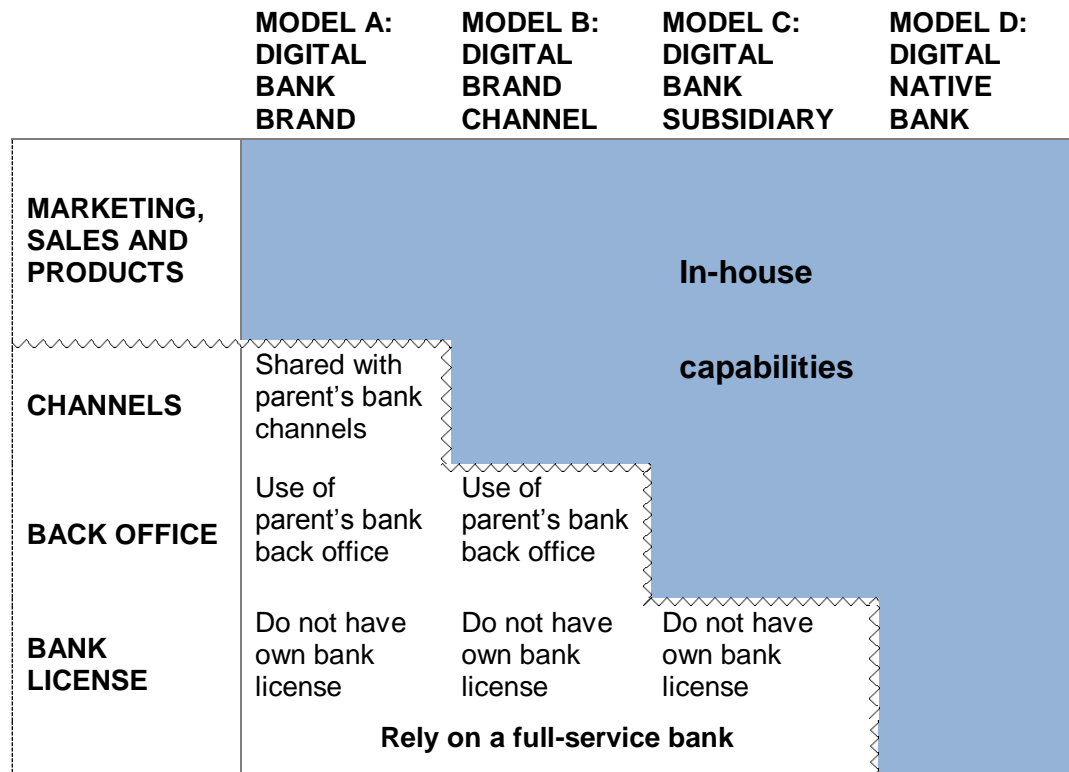 MODEL A:
DIGITAL
BANK
BRAND
MODEL B:
DIGITAL
BRAND
CHANNEL
MODEL C:
DIGITAL
BANK
SUBSIDIARY
MODEL D:
DIGITAL
NATIVE
BANK
MARKETING,
SALES AND
PRODUCTS
In-house
capabilities
CHANNELS
Shared with
parent’s bank
channels
BACK OFFICE
Use of
parent’s bank
back office
Use of
parent’s bank
back office
BANK
LICENSE
Do not have
own bank
license
Do not have
own bank
license
Do not have
own bank
license
Rely on a full-service bank